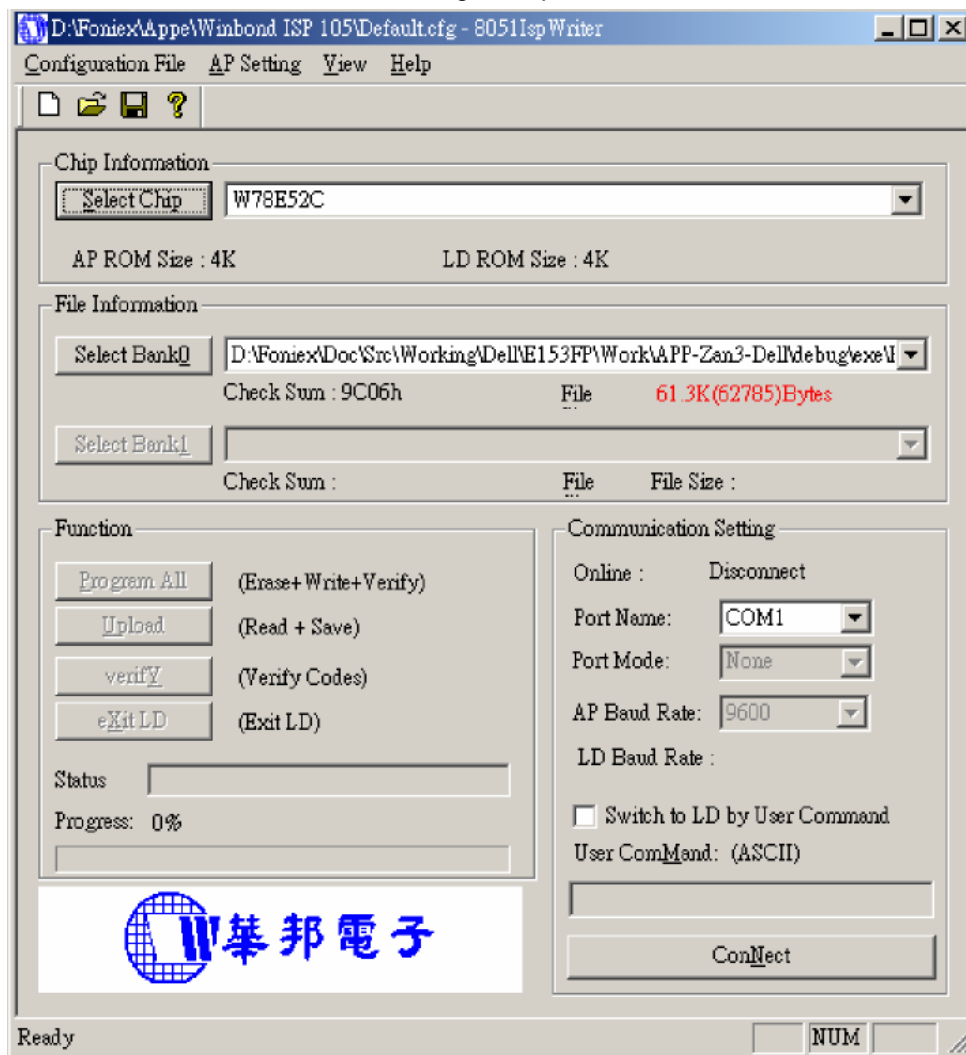 D:\Foniex\Appe\Winbond ISP 105\Default.cfg - 8051IspWriter
Configuration File AP Setting View Help
Chip Information
Select Chip W78E52C
AP ROM Size : 4K LD ROM Size : 4K
File Information
Select Bank0 D:\Foniex\Doc\Src\Working\Dell\E153FP\Work\APP-Zan3-Dell\debug\exe\
Check Sum : 9C06h File 61.3K(62785)Bytes
Select Bank1
Check Sum : File File Size :
Function
Program All (Erase+Write+Verify)
Upload (Read + Save)
verifY (Verify Codes)
eXit LD (Exit LD)
Status
Progress: 0%
Communication Setting
Online : Disconnect
Port Name: COM1
Port Mode: None
AP Baud Rate: 9600
LD Baud Rate :
Switch to LD by User Command
User ComMand: (ASCII)
ConNect
W華邦電子
Ready NUM